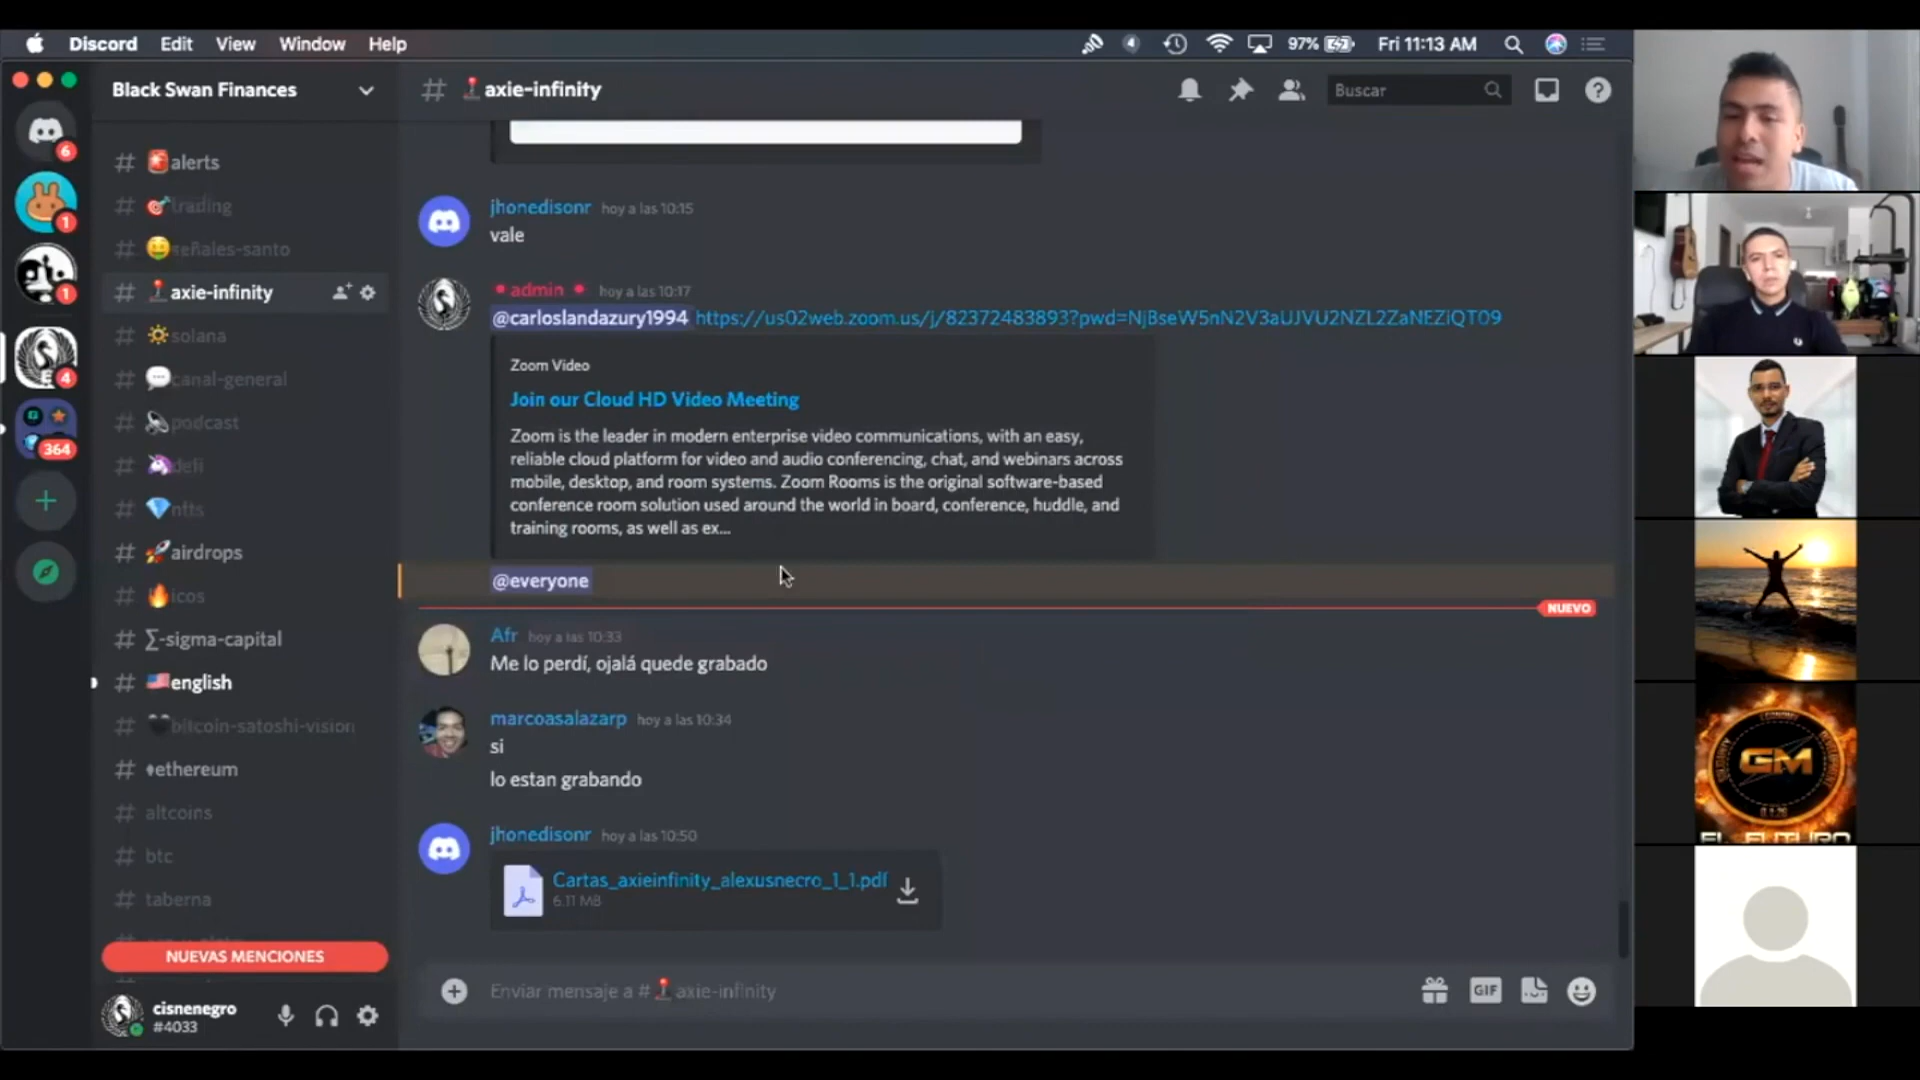 Discord Edit View Window Help
97% Fri 11:13 AM
Black Swan Finances
axie-infinity
Buscar
6
1
1
4
364
alerts
trading
señales-santo
axie-infinity
solana
canal-general
podcast
defi
nfts
airdrops
icos
∑-sigma-capital
english
bitcoin-satoshi-vision
ethereum
altcoins
btc
taberna
NUEVAS MENCIONES
cisnenegro
#4033
jhonedisonr hoy a las 10:15
vale
admin hoy a las 10:17
@carloslandazury1994 https://us02web.zoom.us/j/82372483893?pwd=NjBseW5nN2V3aUJVU2NZL2ZaNEZiQT09
Zoom Video
Join our Cloud HD Video Meeting
Zoom is the leader in modern enterprise video communications, with an easy,
reliable cloud platform for video and audio conferencing, chat, and webinars across
mobile, desktop, and room systems. Zoom Rooms is the original software-based
conference room solution used around the world in board, conference, huddle, and
training rooms, as well as ex...
@everyone
NUEVO
Afr hoy a las 10:33
Me lo perdí, ojalá quede grabado
marcoasalazarp hoy a las 10:34
si
lo estan grabando
jhonedisonr hoy a las 10:50
Cartas_axieinfinity_alexusnecro_1_1.pdf
6.11 MB
Enviar mensaje a # axie-infinity
GIF
GM
EL FUTURO